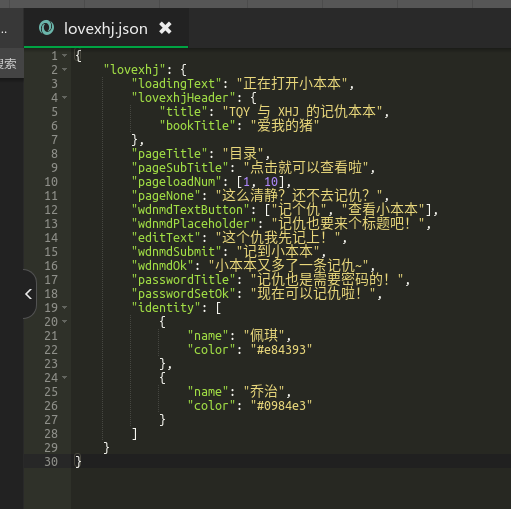 ..
搜索
lovexhj.json
1 {
2 "lovexhj": {
3 "loadingText": "正在打开小本本",
4 "lovexhjHeader": {
5 "title": "TQY 与 XHJ 的记仇本本",
6 "bookTitle": "爱我的猪"
7 },
8 "pageTitle": "目录",
9 "pageSubTitle": "点击就可以查看啦",
10 "pageloadNum": [1, 10],
11 "pageNone": "这么清静？还不去记仇？",
12 "wdnmdTextButton": ["记个仇", "查看小本本"],
13 "wdnmdPlaceholder": "记仇也要来个标题吧！",
14 "editText": "这个仇我先记上！",
15 "wdnmdSubmit": "记到小本本",
16 "wdnmdOk": "小本本又多了一条记仇~",
17 "passwordTitle": "记仇也是需要密码的！",
18 "passwordSetOk": "现在可以记仇啦！",
19 "identity": [
20 {
21 "name": "佩琪",
22 "color": "#e84393"
23 },
24 {
25 "name": "乔治",
26 "color": "#0984e3"
27 }
28 ]
29 }
30 }